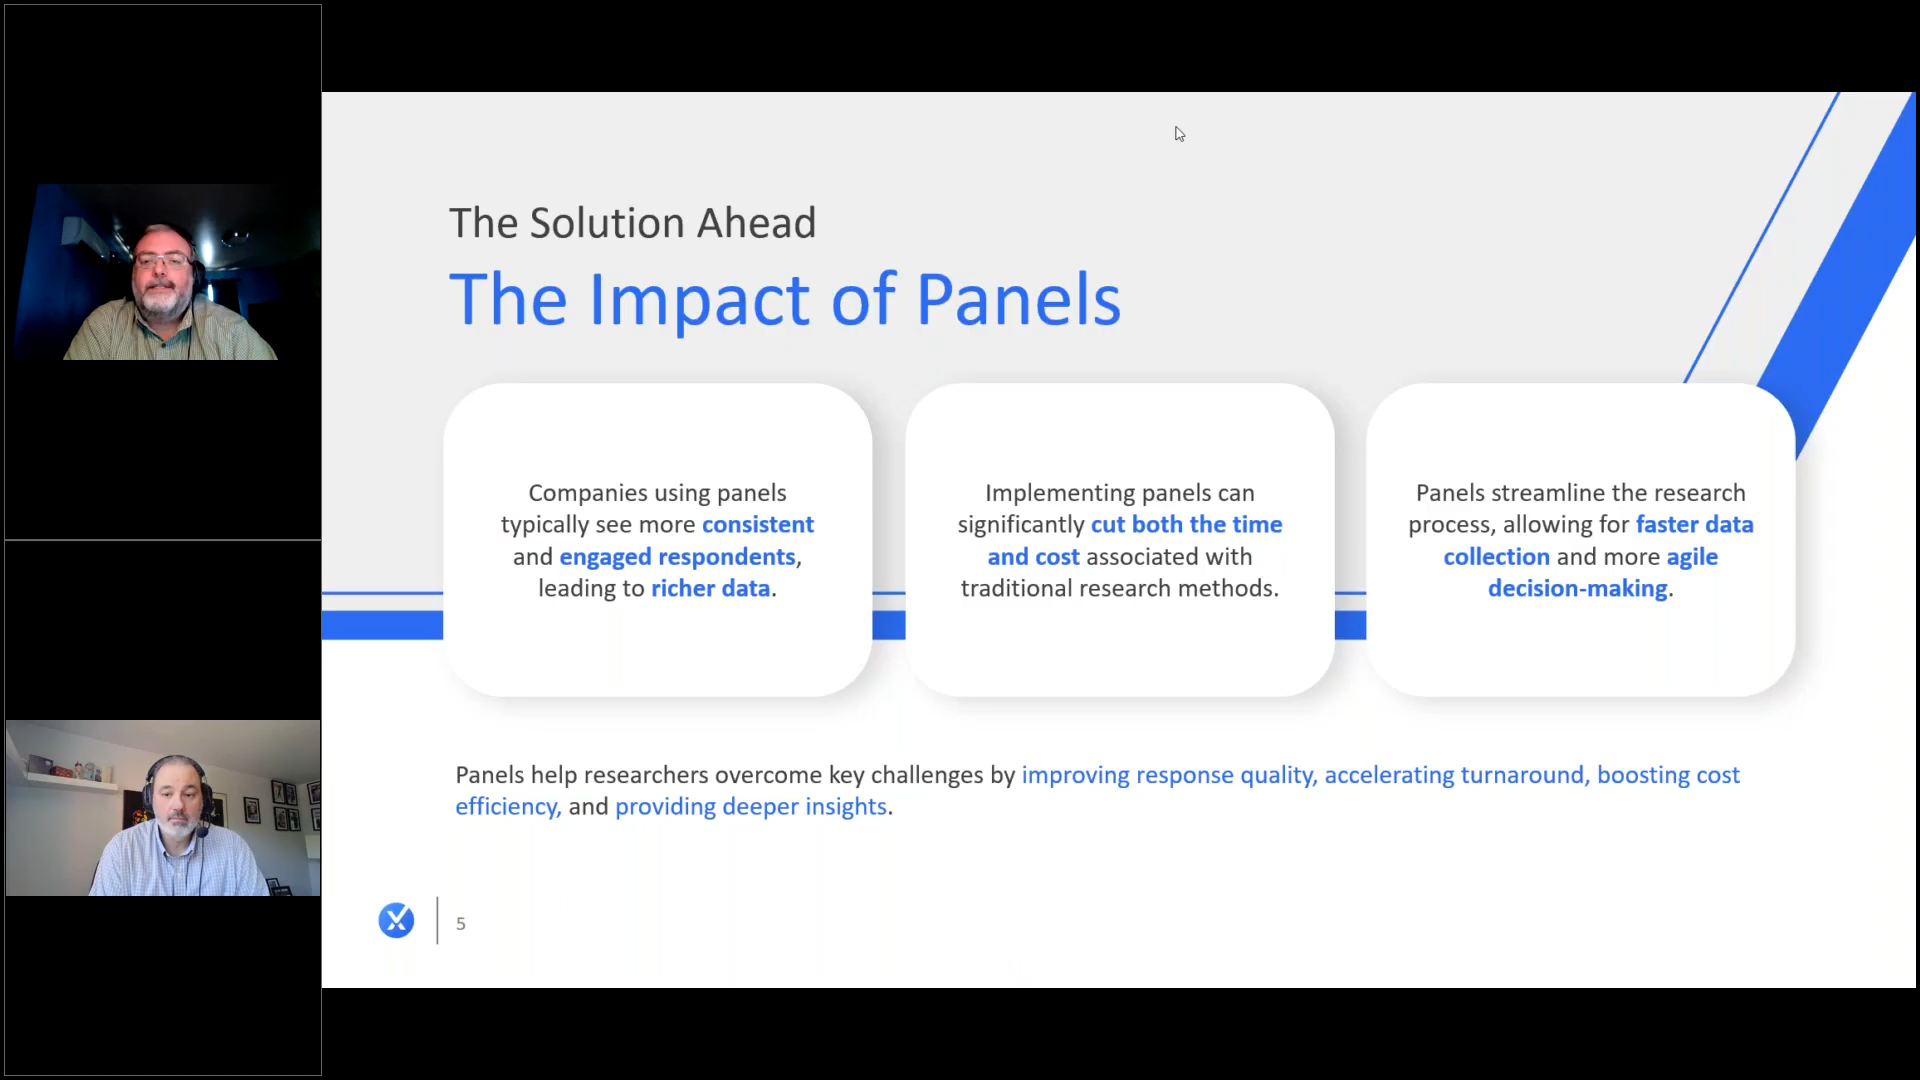 The Solution Ahead
The Impact of Panels
Companies using panels
typically see more consistent
and engaged respondents,
leading to richer data.
Implementing panels can
significantly cut both the time
and cost associated with
traditional research methods.
Panels streamline the research
process, allowing for faster data
collection and more agile
decision-making.
Panels help researchers overcome key challenges by improving response quality, accelerating turnaround, boosting cost
efficiency, and providing deeper insights.
5